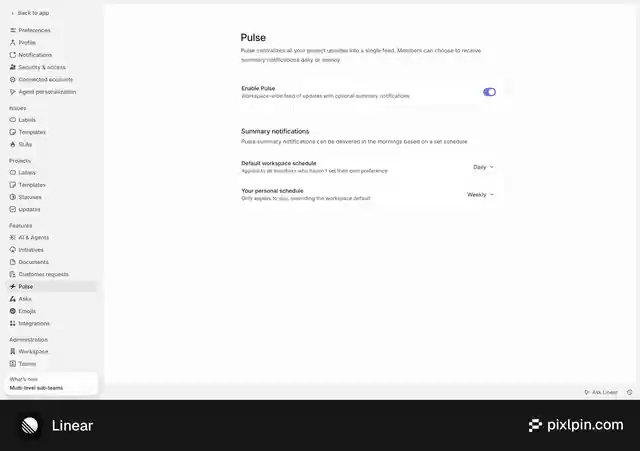 Back to app
Preferences
Profile
Notifications
Security & access
Connected accounts
Agent personalization
Issues
Labels
Templates
SLAs
Projects
Labels
Templates
Statuses
Updates
Features
AI & Agents
Initiatives
Documents
Customer requests
Pulse
Asks
Emojis
Integrations
Administration
Workspace
Teams
What's new
Multi-level sub-teams
Pulse
Pulse centralizes all your project updates into a single feed. Members can choose to receive
summary notifications daily or weekly.
Enable Pulse
Workspace-wide feed of updates with optional summary notifications
Summary notifications
Pulse summary notifications can be delivered in the mornings based on a set schedule
Default workspace schedule
Applies to all members who haven't set their own preference
Daily
Your personal schedule
Only applies to you, overriding the workspace default
Weekly
Ask Linear
Linear
pixlpin.com